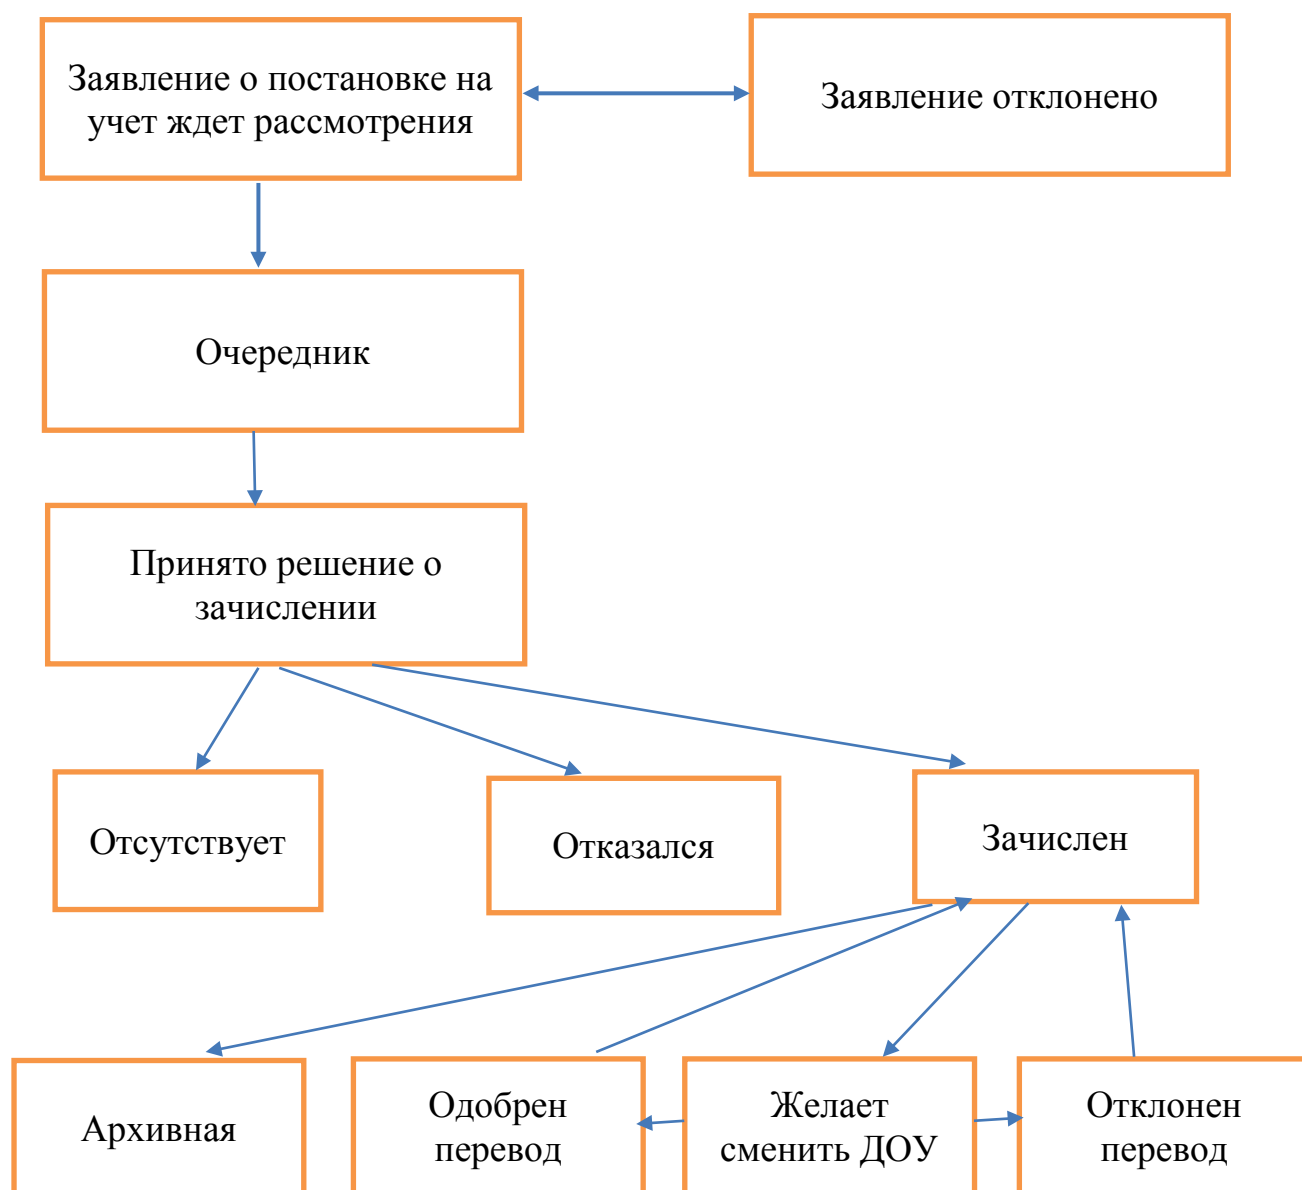 Заявление о постановке на
учет ждет рассмотрения
Заявление отклонено
Очередник
Принято решение о
зачислении
Отсутствует
Отказался
Зачислен
Архивная
Одобрен
перевод
Желает
сменить ДОУ
Отклонен
перевод